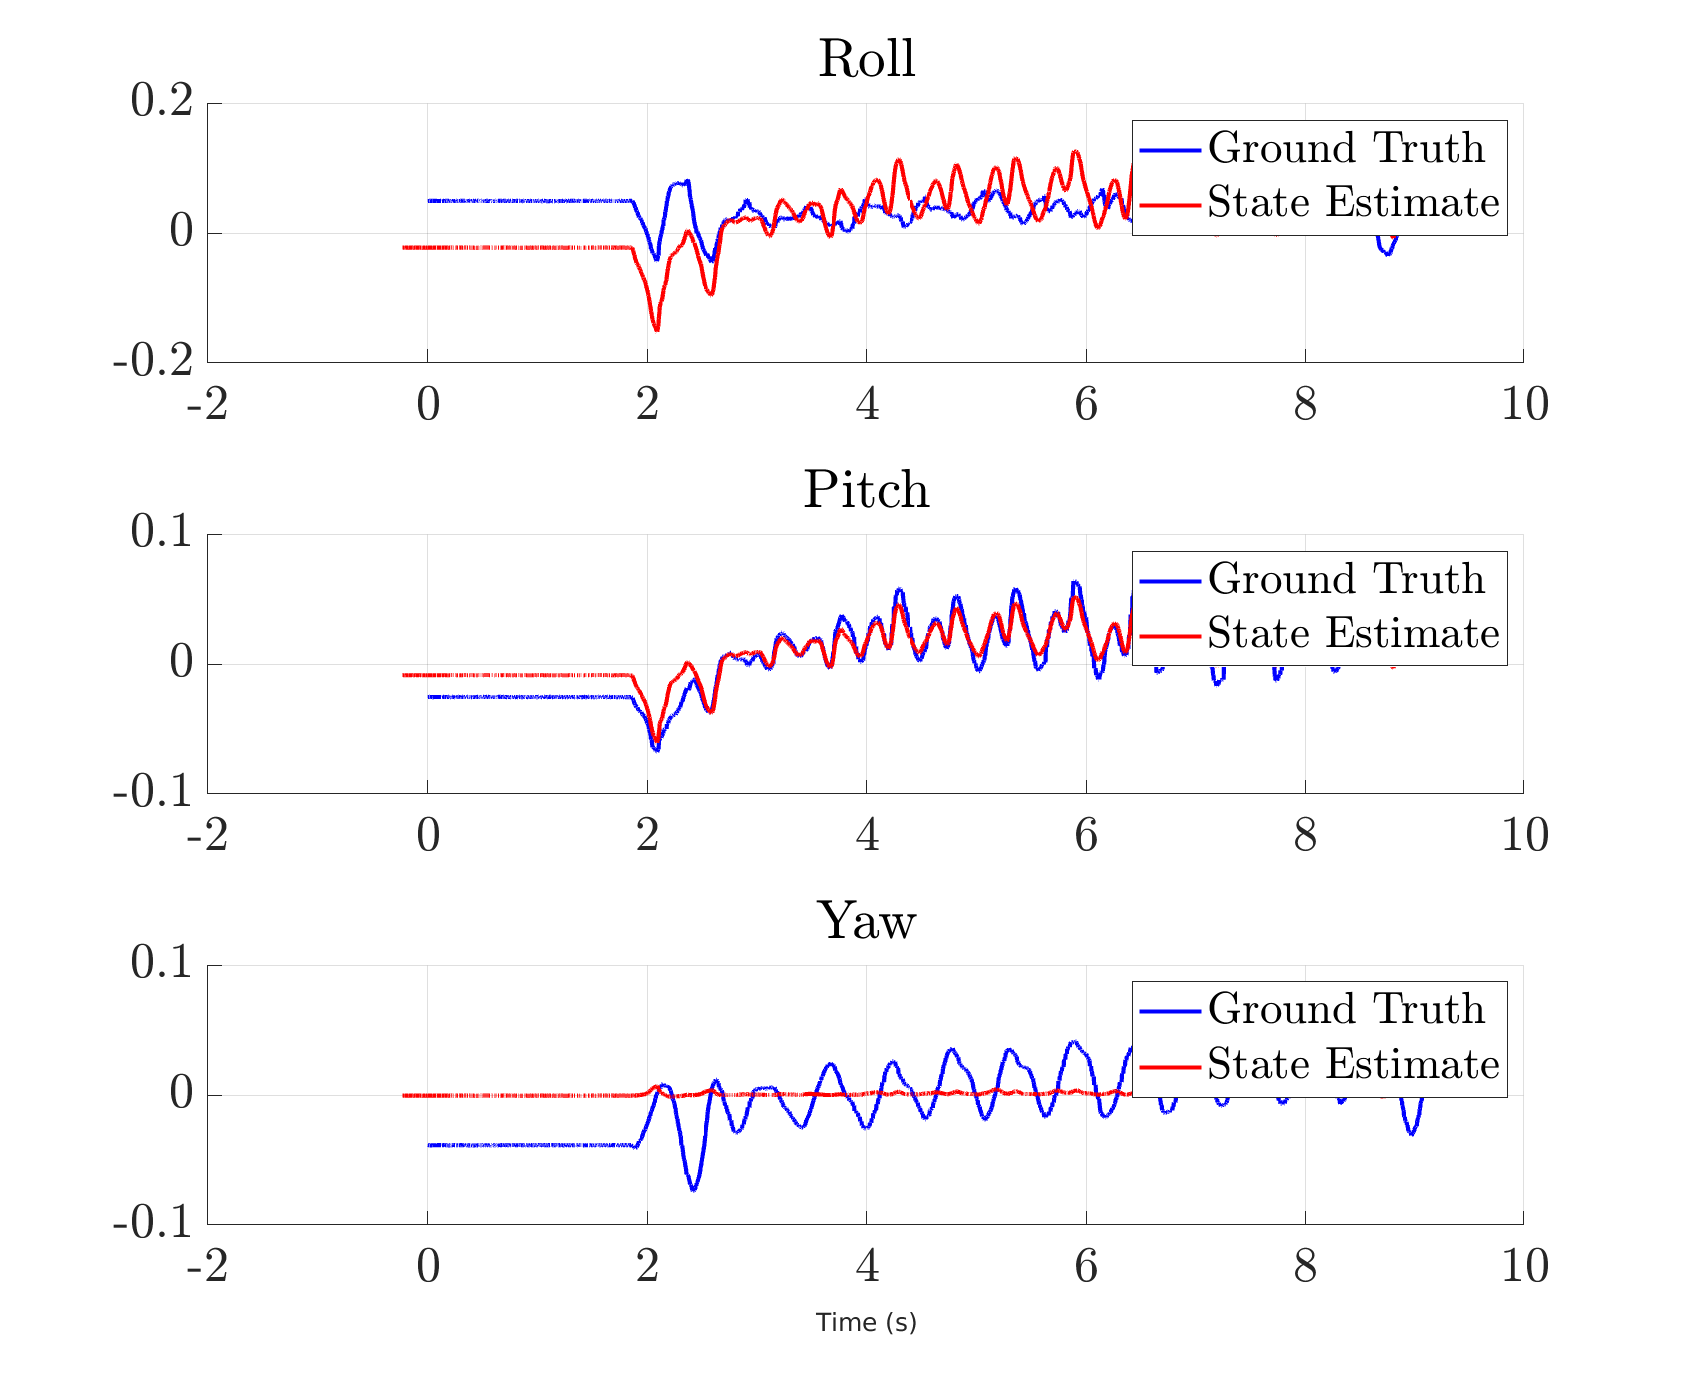 Roll
0.2
Ground Truth
State Estimate
0
-0.2
-2 0 2 4 6 8 10
Pitch
0.1
Ground Truth
State Estimate
0
-0.1
-2 0 2 4 6 8 10
Yaw
0.1
Ground Truth
State Estimate
0
-0.1
-2 0 2 4 6 8 10
Time (s)